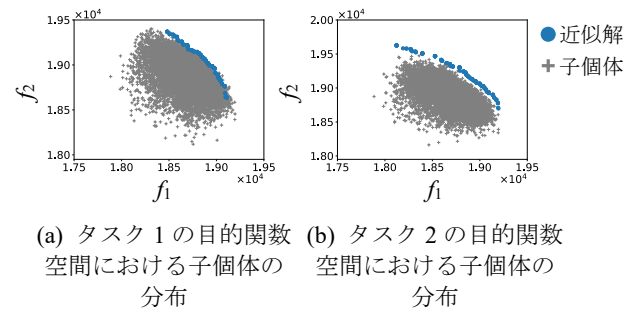 ×10⁴
1.95
1.90
1.85
1.80
f₂
1.75
1.80
1.85
1.90
1.95
×10⁴
f₁
×10⁴
2.00
1.95
1.90
1.85
1.80
f₂
1.75
1.80
1.85
1.90
1.95
×10⁴
f₁
近似解
子個体
(a) タスク 1 の目的関数
空間における子個体の
分布
(b) タスク 2 の目的関数
空間における子個体の
分布